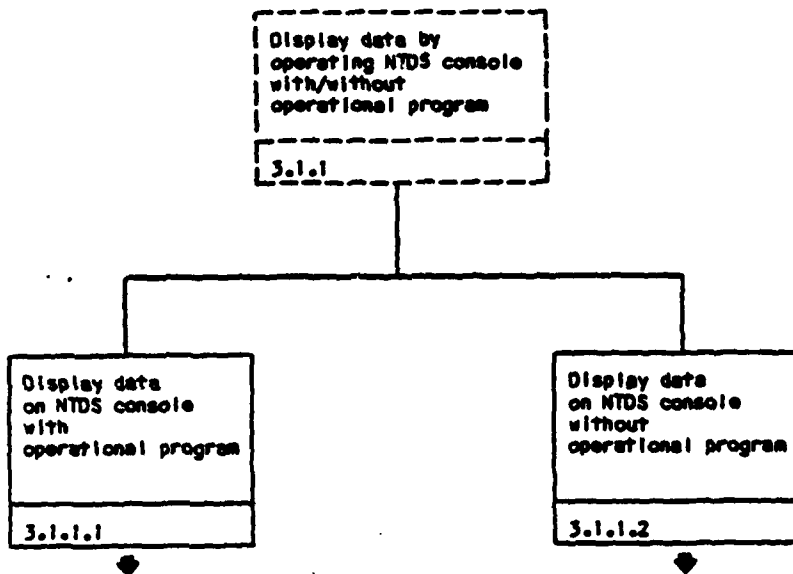 Display data by
operating NTDS console
with/without
operational program
3.1.1
Display data
on NTDS console
with
operational program
3.1.1.1
Display data
on NTDS console
without
operational program
3.1.1.2